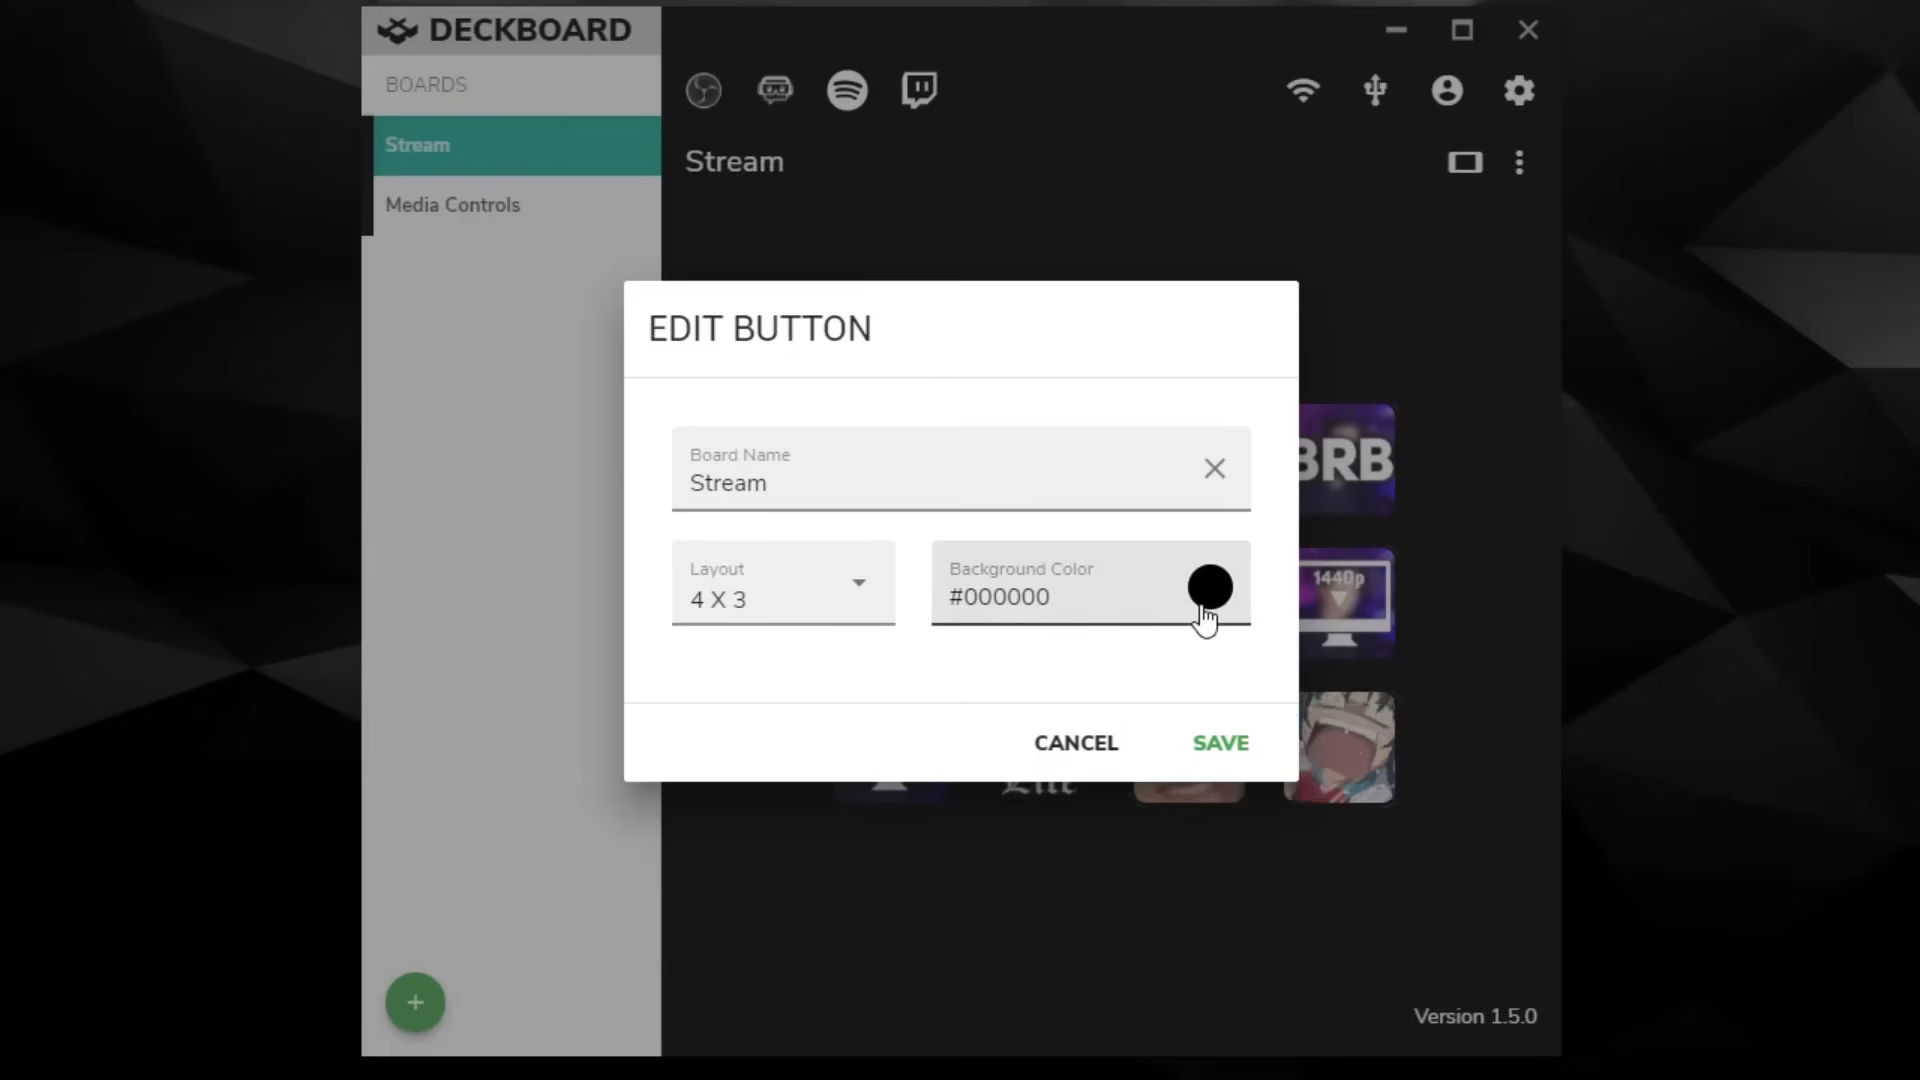 DECKBOARD
BOARDS
Stream
Media Controls
Stream
EDIT BUTTON
Board Name
Stream
Layout
4 X 3
Background Color
#000000
CANCEL
SAVE
BRB
1440p
Version 1.5.0